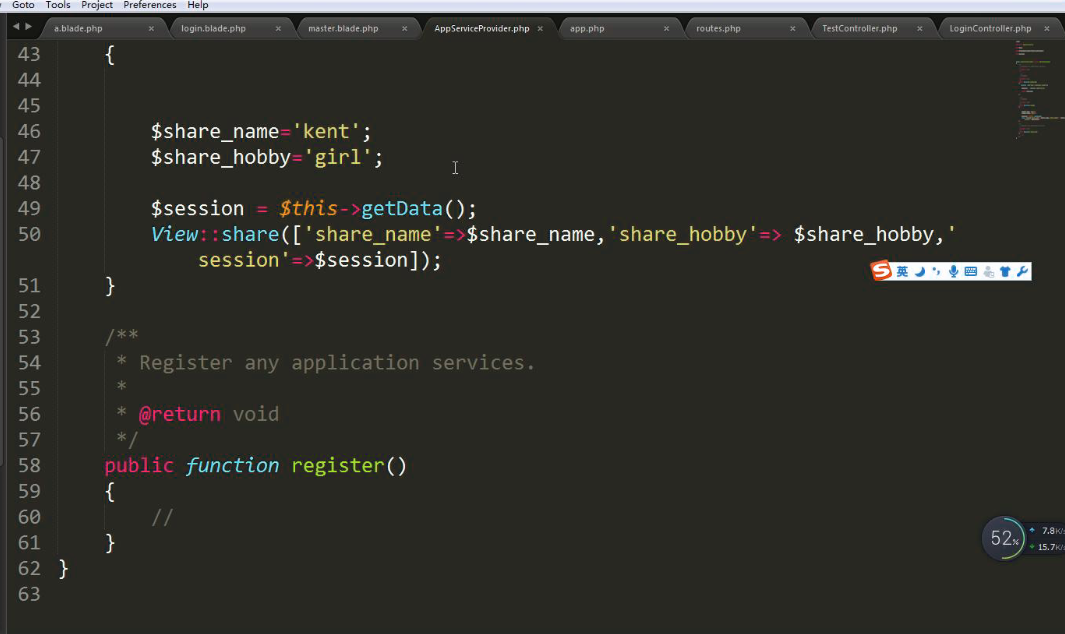 Goto Tools Project Preferences Help
a.blade.php × login.blade.php × master.blade.php × AppServiceProvider.php × app.php × routes.php × TestController.php × LoginController.php ×
43 {
44
45
46 $share_name='kent';
47 $share_hobby='girl';
48
49 $session = $this->getData();
50 View::share(['share_name'=>$share_name,'share_hobby'=> $share_hobby,'
session'=>$session]);
51 }
52
53 /**
54 * Register any application services.
55 *
56 * @return void
57 */
58 public function register()
59 {
60 //
61 }
62 }
63
S 英
52% 7.8K/s
15.7K/s